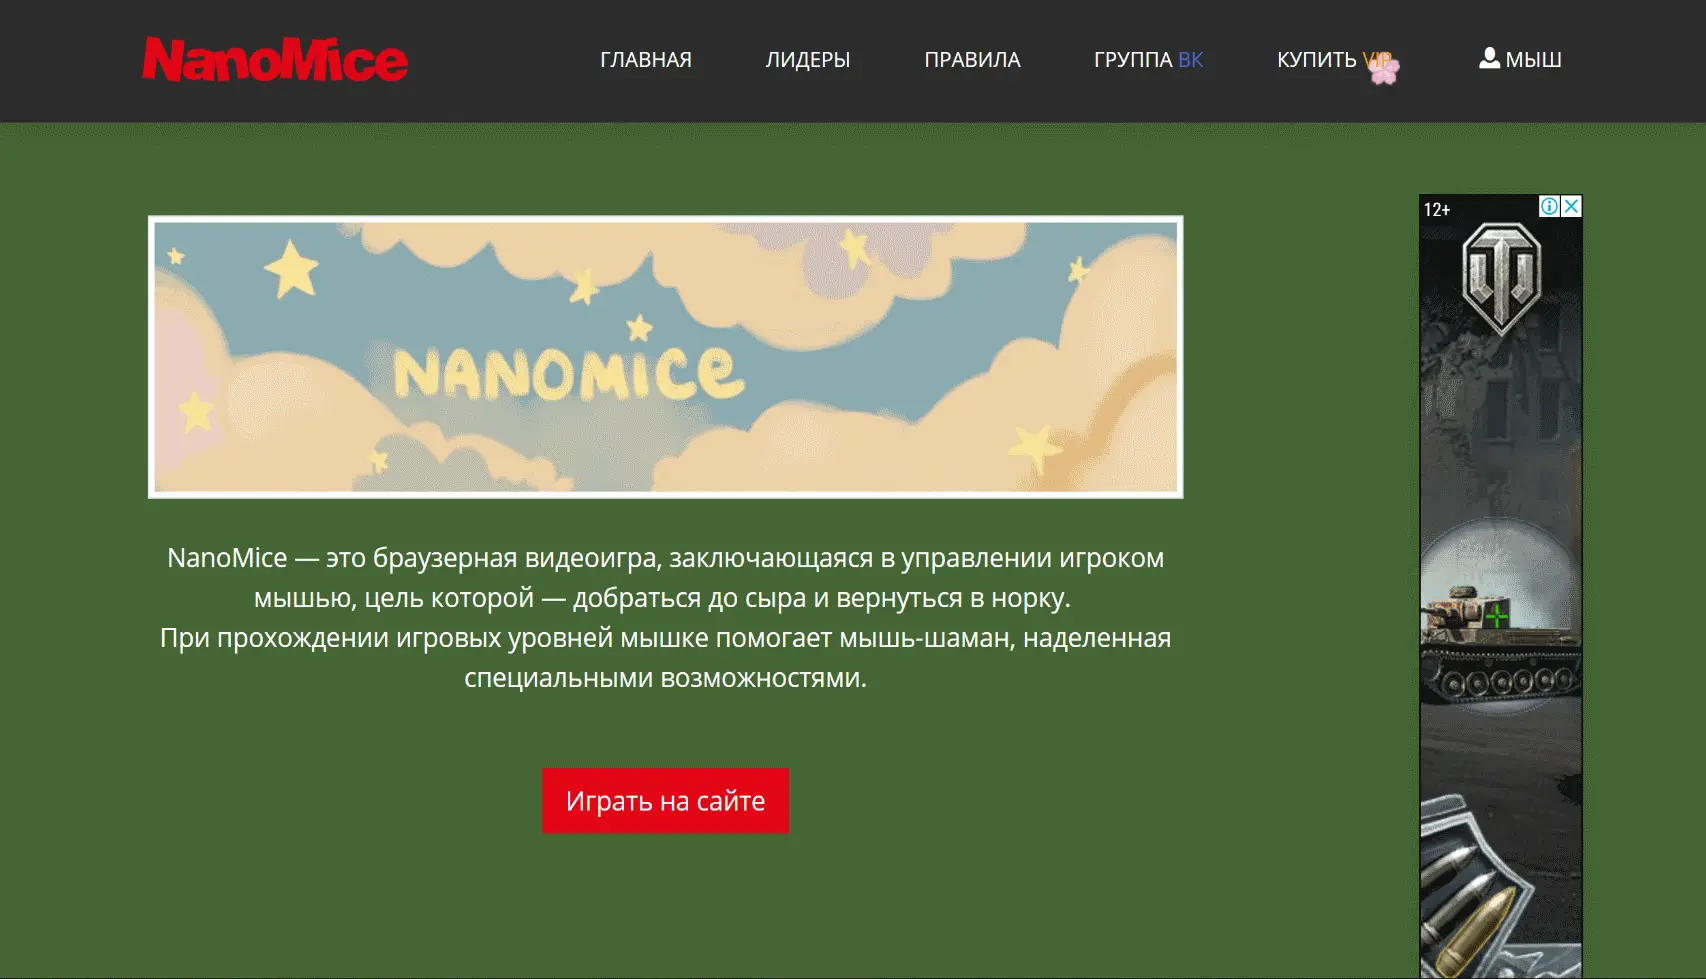 NanoMice
ГЛАВНАЯ
ЛИДЕРЫ
ПРАВИЛА
ГРУППА ВК
КУПИТЬ VIP
МЫШ
12+
NANOMICE
NanoMice — это браузерная видеоигра, заключающаяся в управлении игроком
мышью, цель которой — добраться до сыра и вернуться в норку.
При прохождении игровых уровней мышке помогает мышь-шаман, наделенная
специальными возможностями.
Играть на сайте